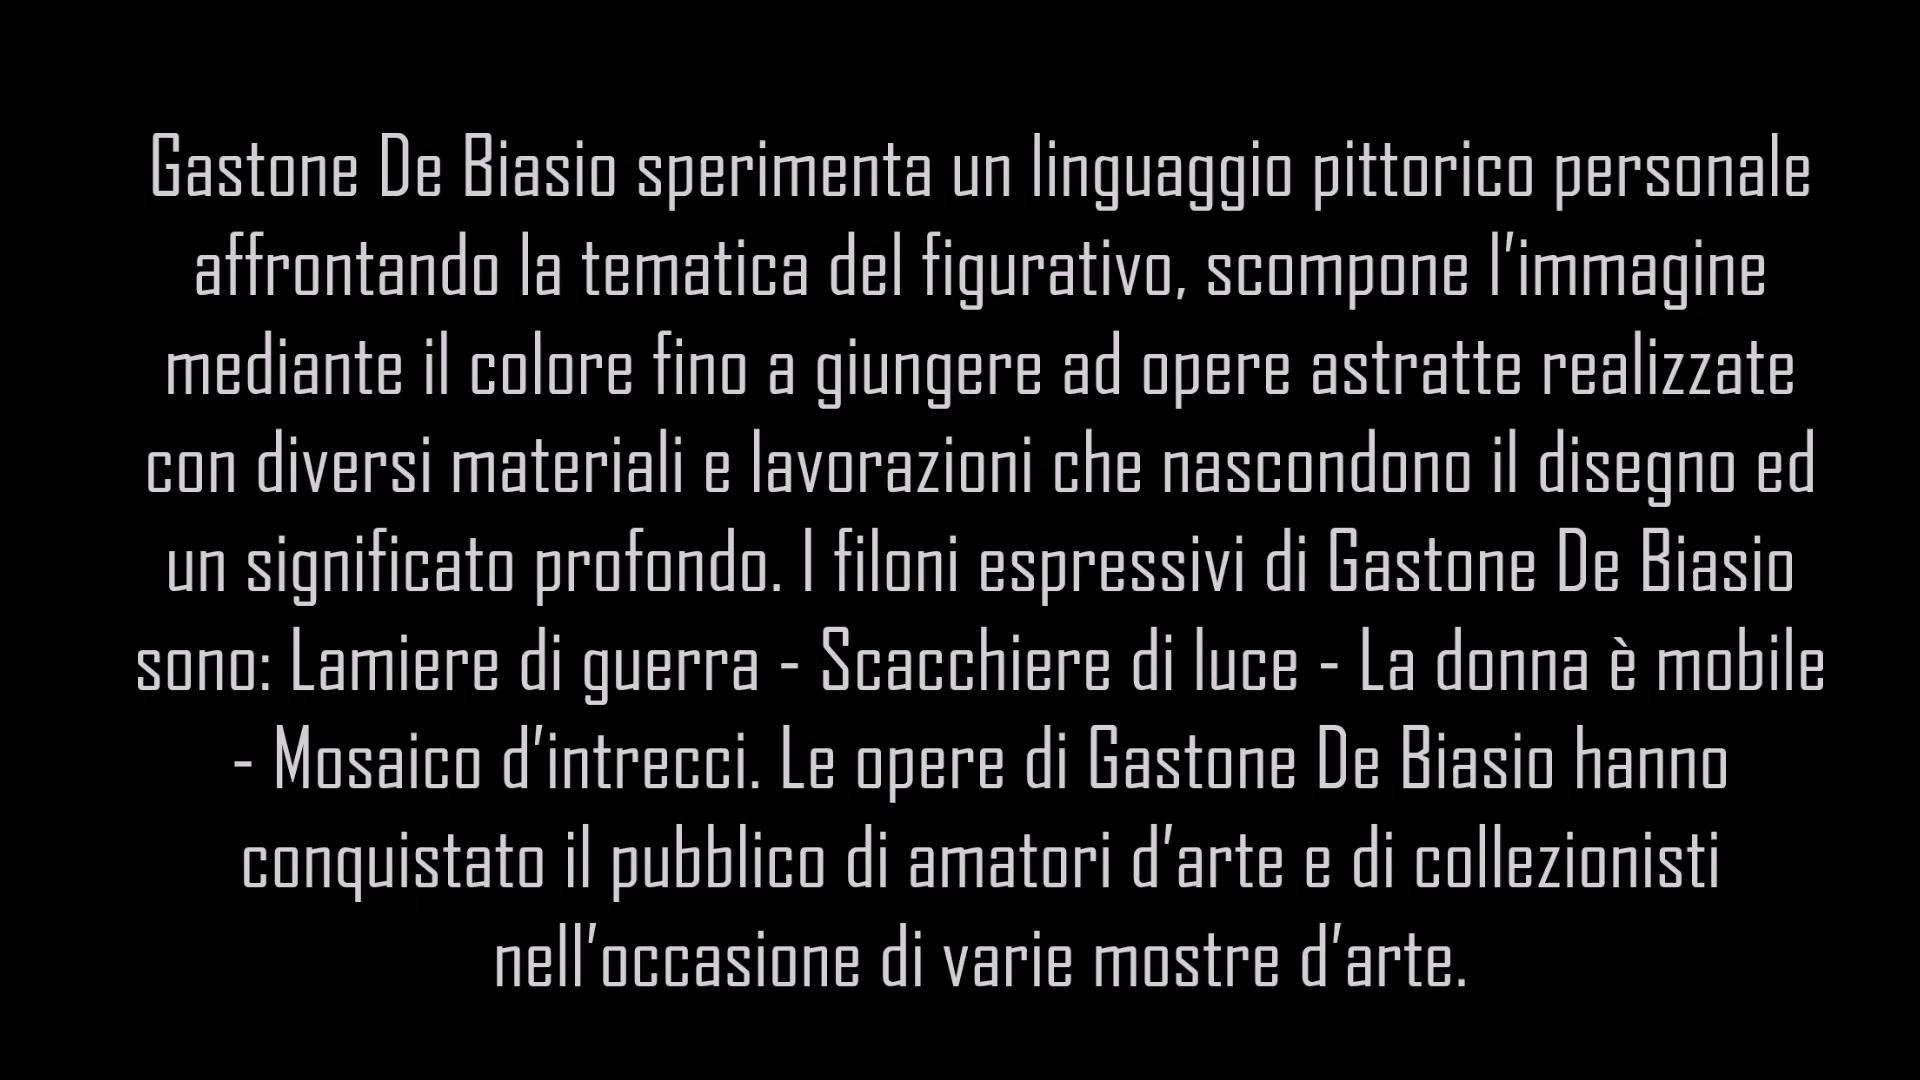 Gastone De Biasio sperimenta un linguaggio pittorico personale
affrontando la tematica del figurativo, scompone l'immagine
mediante il colore fino a giungere ad opere astratte realizzate
con diversi materiali e lavorazioni che nascondono il disegno ed
un significato profondo. I filoni espressivi di Gastone De Biasio
sono: Lamiere di guerra - Scacchiere di luce - La donna è mobile
- Mosaico d'intrecci. Le opere di Gastone De Biasio hanno
conquistato il pubblico di amatori d'arte e di collezionisti
nell'occasione di varie mostre d'arte.